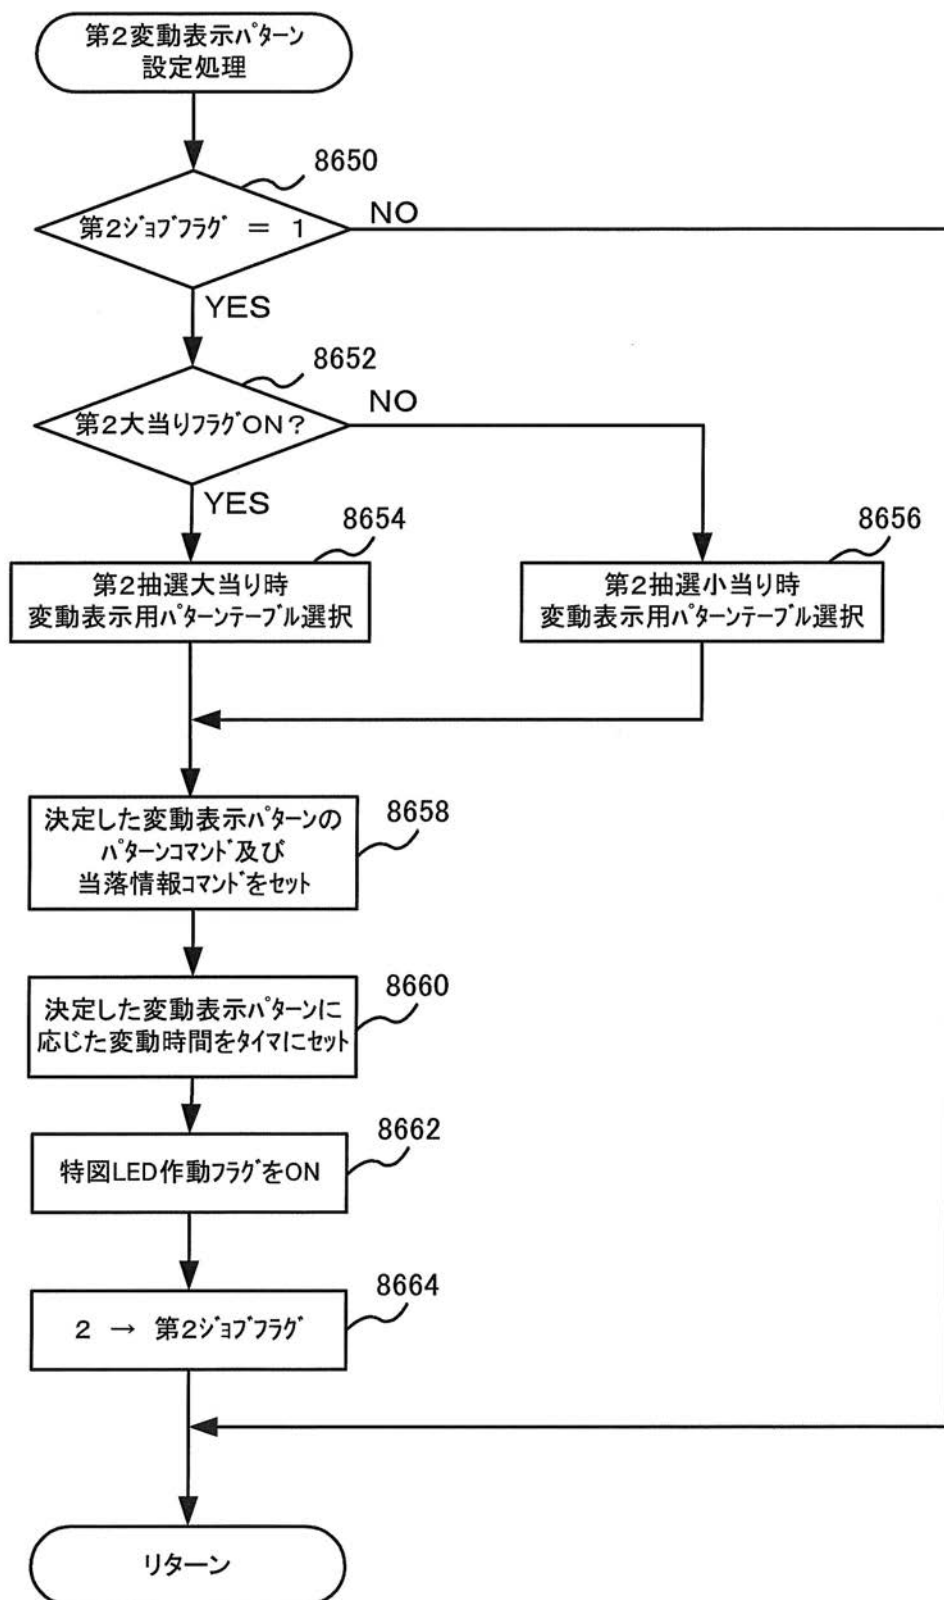 第2変動表示ﾊﾟﾀｰﾝ
設定処理
8650
第2ｼﾞｮﾌﾞﾌﾗｸﾞ = 1
NO
YES
8652
第2大当りﾌﾗｸﾞON?
NO
YES
8654
第2抽選大当り時
変動表示用ﾊﾟﾀｰﾝﾃｰﾌﾞﾙ選択
8656
第2抽選小当り時
変動表示用ﾊﾟﾀｰﾝﾃｰﾌﾞﾙ選択
決定した変動表示ﾊﾟﾀｰﾝの
ﾊﾟﾀｰﾝｺﾏﾝﾄﾞ及び
当落情報ｺﾏﾝﾄﾞをセット
8658
決定した変動表示ﾊﾟﾀｰﾝに
応じた変動時間をﾀｲﾏにｾｯﾄ
8660
特図LED作動ﾌﾗｸﾞをON
8662
2 → 第2ｼﾞｮﾌﾞﾌﾗｸﾞ
8664
リターン